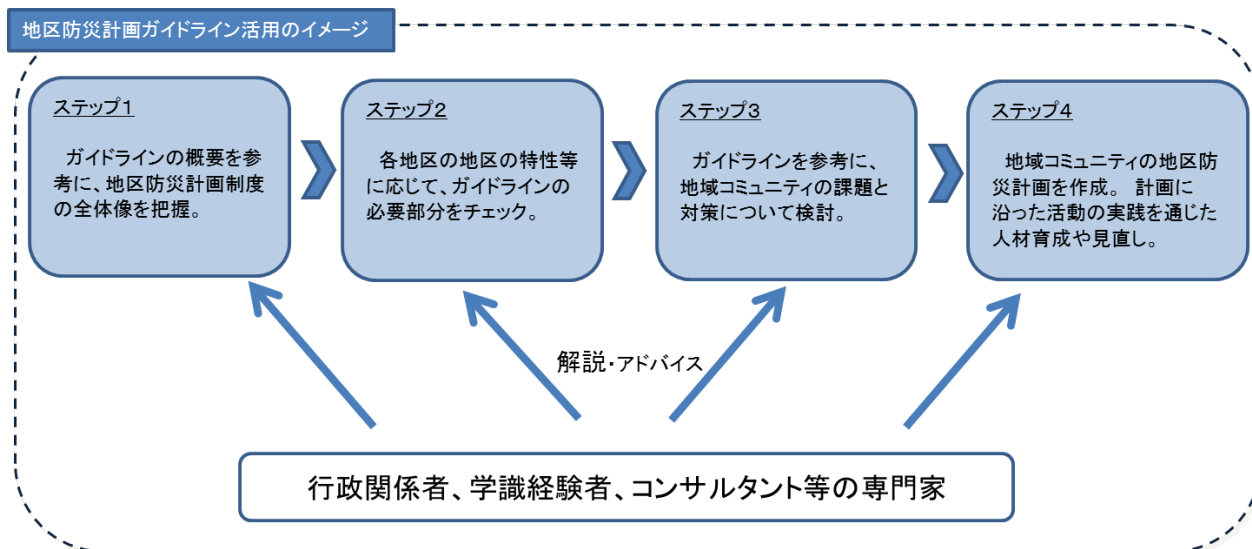 地区防災計画ガイドライン活用のイメージ
ステップ1
ガイドラインの概要を参
考に、地区防災計画制度
の全体像を把握。
ステップ2
各地区の地区の特性等
に応じて、ガイドラインの
必要部分をチェック。
ステップ3
ガイドラインを参考に、
地域コミュニティの課題と
対策について検討。
ステップ4
地域コミュニティの地区防
災計画を作成。 計画に
沿った活動の実践を通じた
人材育成や見直し。
解説・アドバイス
行政関係者、学識経験者、コンサルタント等の専門家